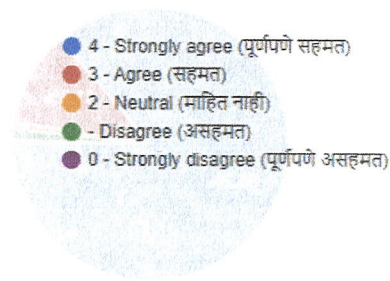 4 - Strongly agree (पूर्णपणे सहमत)
3 - Agree (सहमत)
2 - Neutral (माहित नाही)
- Disagree (असहमत)
0 - Strongly disagree (पूर्णपणे असहमत)